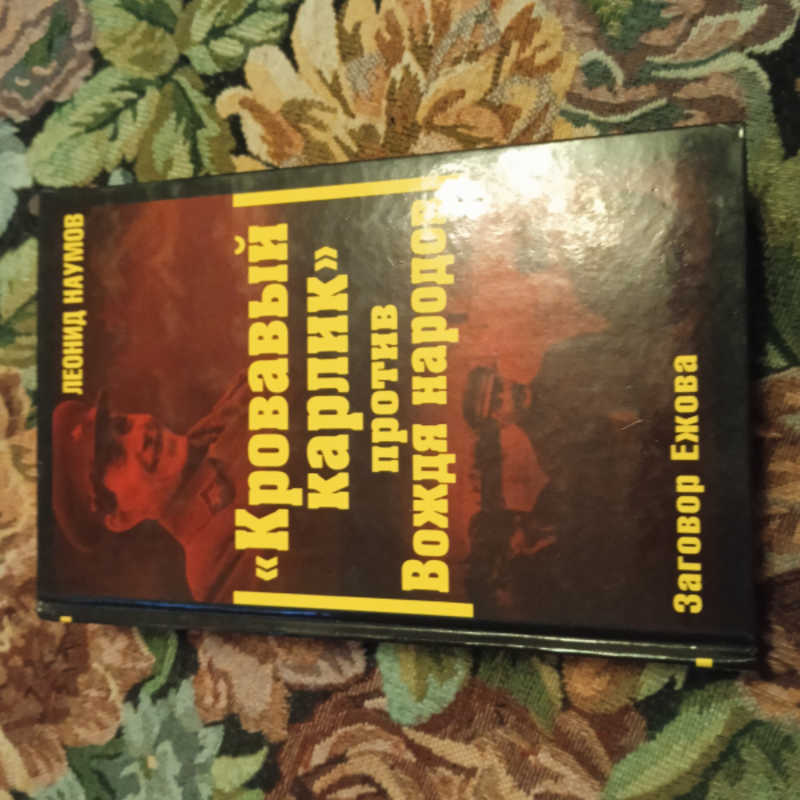 ЛЕОНИД НАУМОВ
«Кровавый
карлик»
против
Вождя народов
Заговор Ежова